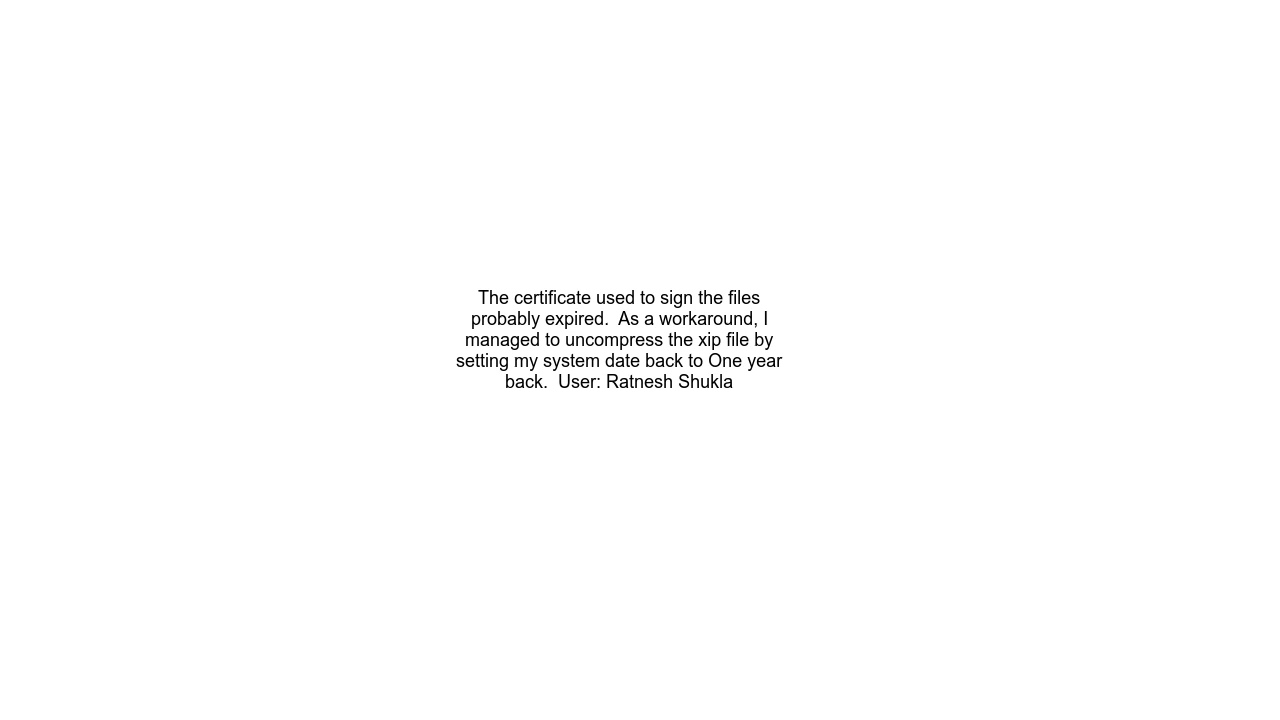 The certificate used to sign the files
probably expired.  As a workaround, I
managed to uncompress the xip file by
setting my system date back to One year
back.  User: Ratnesh Shukla